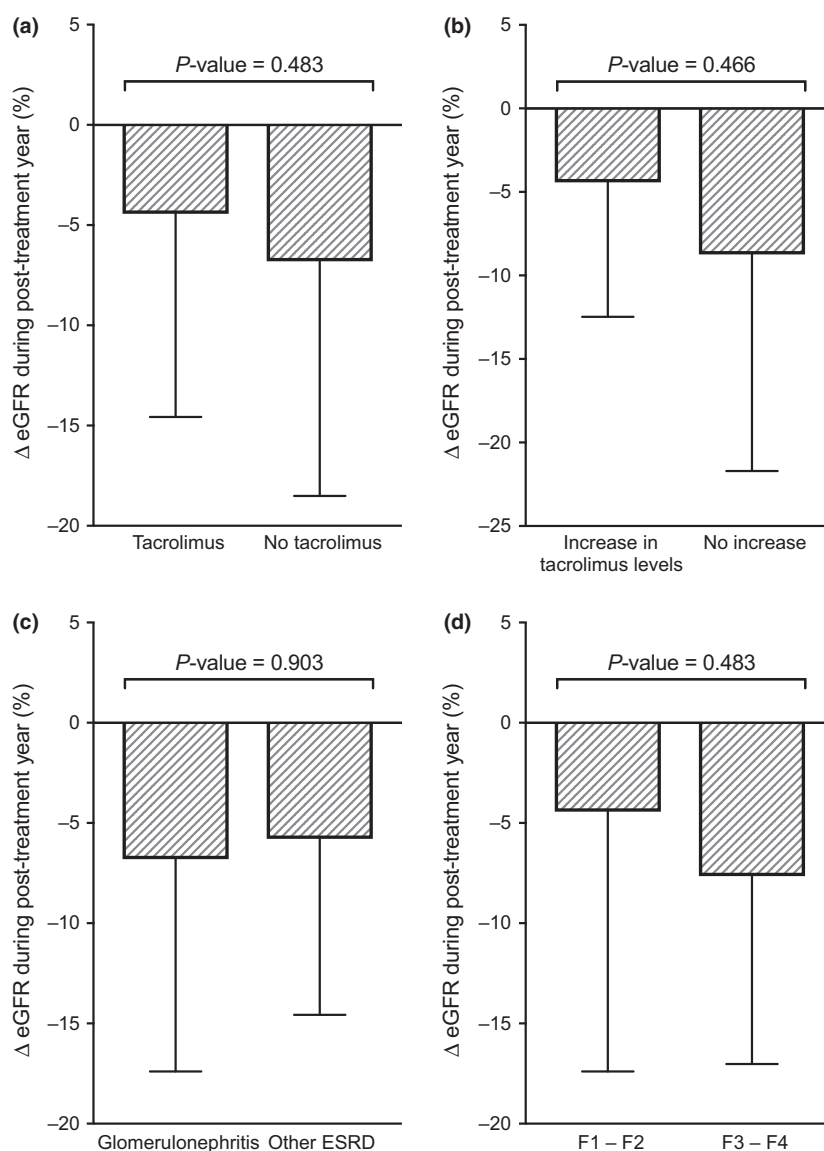 (a)
P-value = 0.483
Δ eGFR during post-treatment year (%)
5
0
–5
–10
–15
–20
Tacrolimus
No tacrolimus
(b)
P-value = 0.466
Δ eGFR during post-treatment year (%)
5
0
–5
–10
–15
–20
–25
Increase in
tacrolimus levels
No increase
(c)
P-value = 0.903
Δ eGFR during post-treatment year (%)
5
0
–5
–10
–15
–20
Glomerulonephritis
Other ESRD
(d)
P-value = 0.483
Δ eGFR during post-treatment year (%)
5
0
–5
–10
–15
–20
F1 – F2
F3 – F4